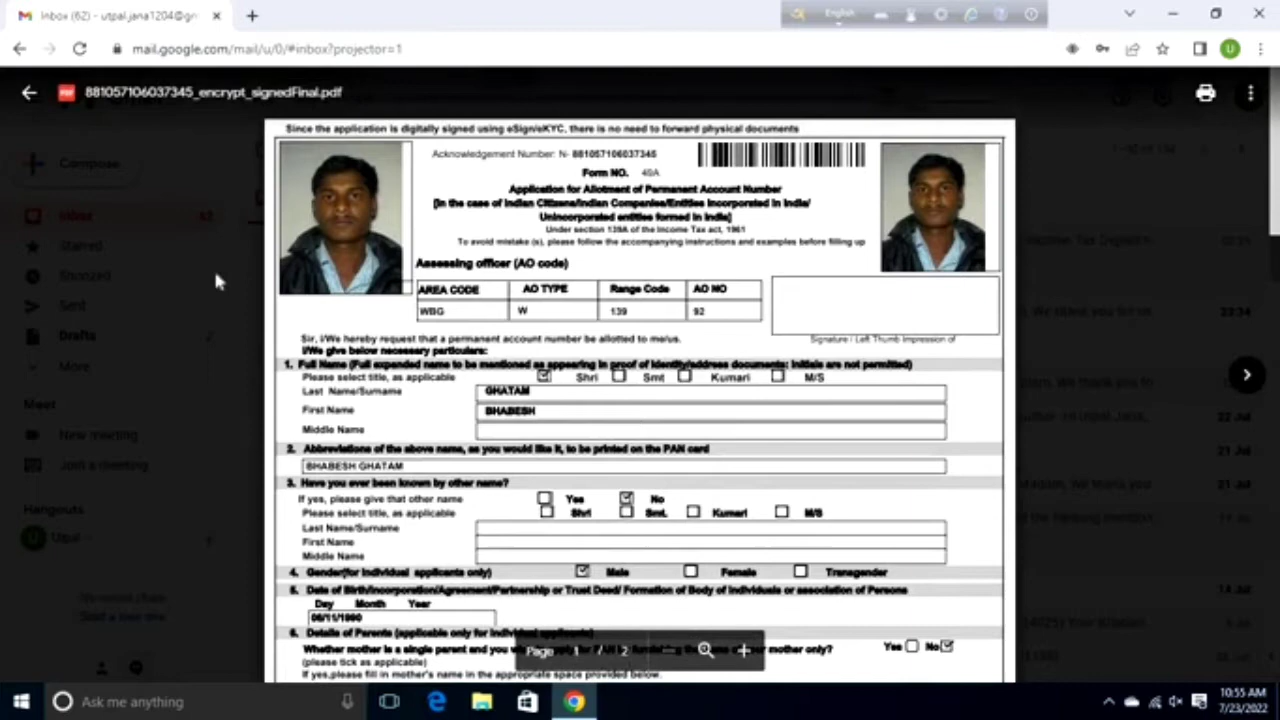 Inbox (62) - utpal.jana1204@gm
English
mail.google.com/mail/u/0/#inbox?projector=1
U
881057106037345_encrypt_signedFinal.pdf
Since the application is digitally signed using eSign/eKYC, there is no need to forward physical documents
Acknowledgement Number: N- 881057106037345
Form NO. 49A
Application for Allotment of Permanent Account Number
[In the case of Indian Citizens/Indian Companies/Entities Incorporated in India/
Unincorporated entities formed in India]
Under section 139A of the Income Tax act, 1961
To avoid mistake (s), please follow the accompanying instructions and examples before filling up
Assessing officer (AO code)
AREA CODE AO TYPE Range Code AO NO
WBG W 139 92
Signature / Left Thumb Impression of
Sir, I/We hereby request that a permanent account number be allotted to me/us.
I/We give below necessary particulars:
1. Full Name (Full expanded name to be mentioned as appearing in proof of identity/address documents: Initials are not permitted)
Please select title, as applicable Shri Smt Kumari M/S
Last Name/Surname GHATAM
First Name BHABESH
Middle Name
2. Abbreviations of the above name, as you would like it, to be printed on the PAN card
BHABESH GHATAM
3. Have you ever been known by other name?
If yes, please give that other name Yes No
Please select title, as applicable Shri Smt. Kumari M/S
Last Name/Surname
First Name
Middle Name
4. Gender(for Individual applicants only) Male Female Transgender
5. Date of Birth/Incorporation/Agreement/Partnership or Trust Deed/ Formation of Body of Individuals or association of Persons
Day Month Year
6. Details of Parents (applicable only for Individual applicants)
Whether mother is a single parent and you mother only? Yes No
(please tick as applicable)
If yes,please fill in mother's name in the appropriate space provided below.
Page 1 / 2
Compose
Inbox 62
Starred
Snoozed
Sent
Drafts 2
More
Meet
New meeting
Join a meeting
Hangouts
Utpal
23:34
22 Jul
21 Jul
21 Jul
14 Jul
Ask me anything
10:55 AM
7/23/2022